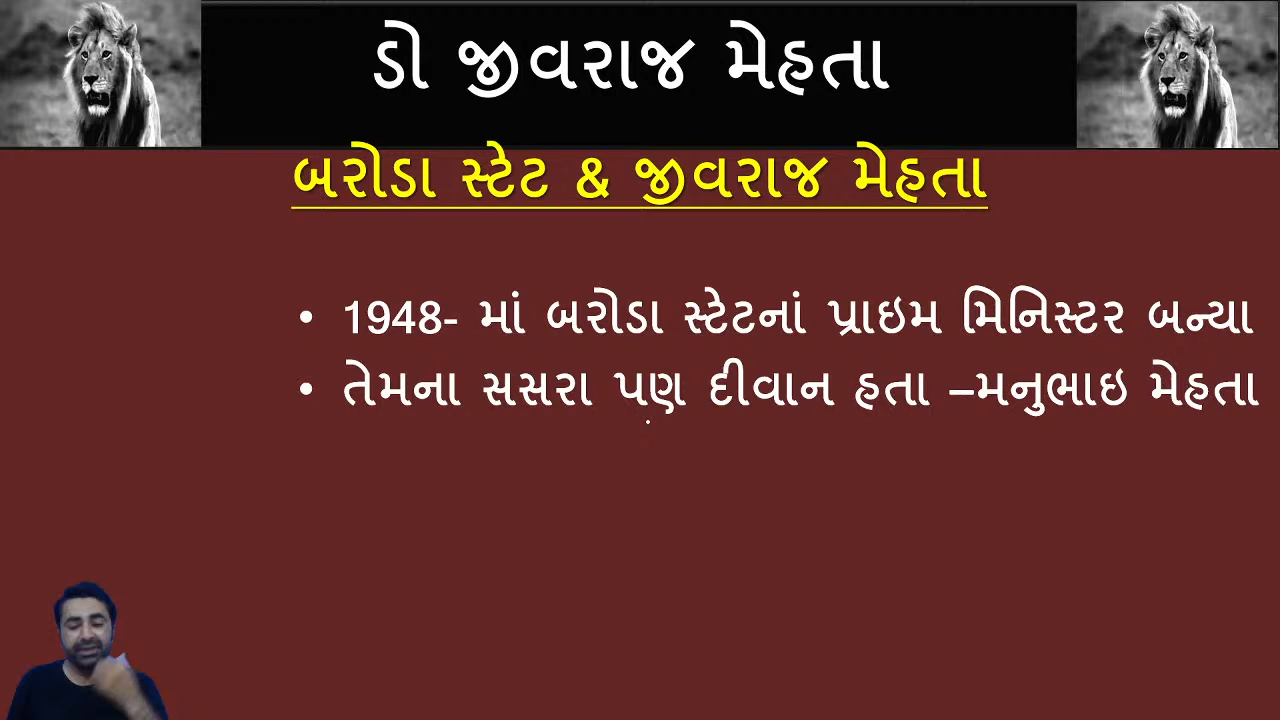 ડો જીવરાજ મેહતા
બરોડા સ્ટેટ & જીવરાજ મેહતા
• 1948- માં બરોડા સ્ટેટનાં પ્રાઇમ મિનિસ્ટર બન્યા
• તેમના સસરા પણ દીવાન હતા –મનુભાઇ મેહતા